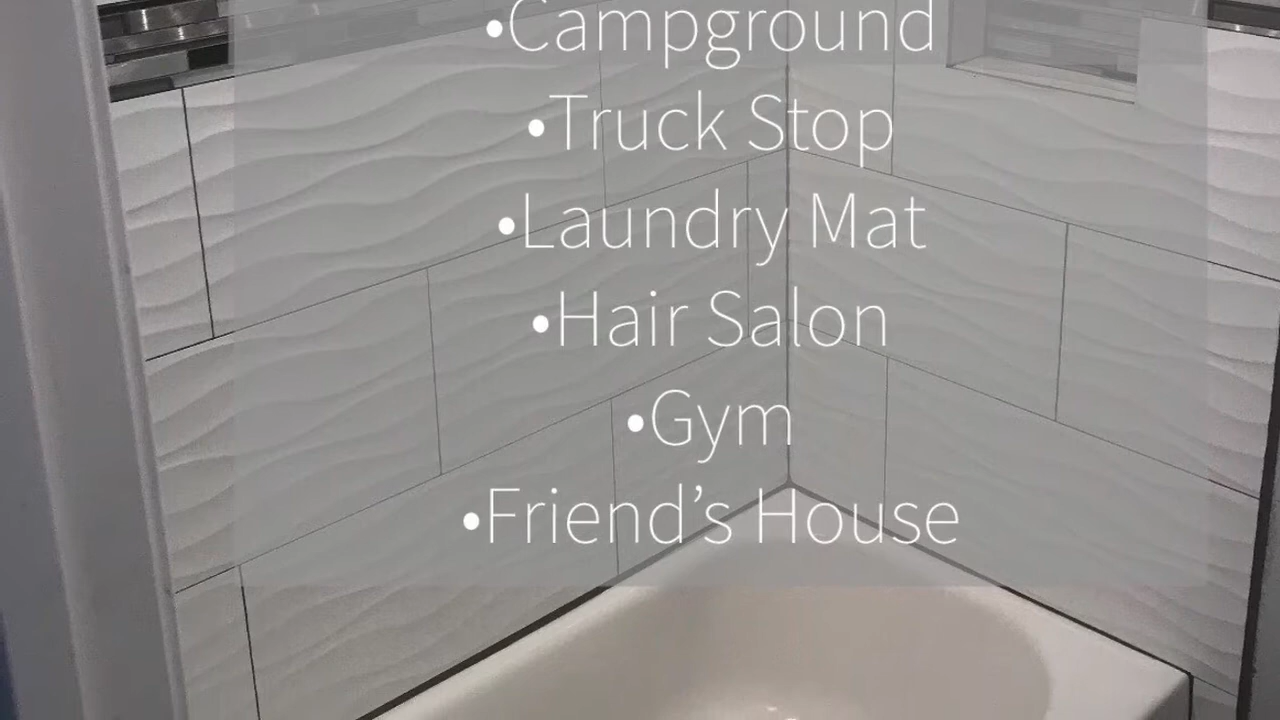 •Campground
•Truck Stop
•Laundry Mat
•Hair Salon
•Gym
•Friend’s House